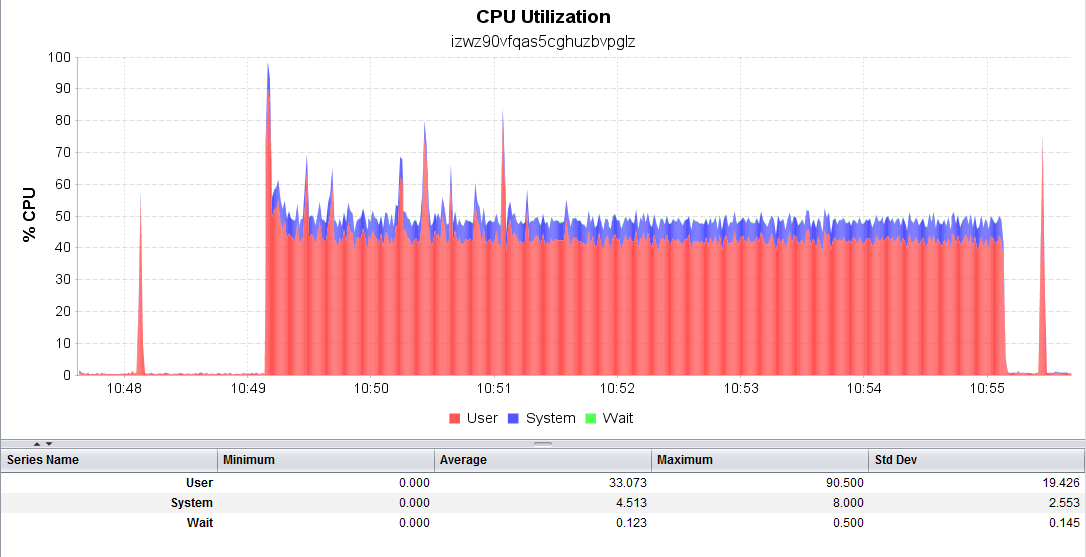 CPU Utilization
izwz90vfqas5cghuzbvpglz
% CPU
100
90
80
70
60
50
40
30
20
10
0
10:48 10:49 10:50 10:51 10:52 10:53 10:54 10:55
User System Wait
Series Name Minimum Average Maximum Std Dev
User 0.000 33.073 90.500 19.426
System 0.000 4.513 8.000 2.553
Wait 0.000 0.123 0.500 0.145